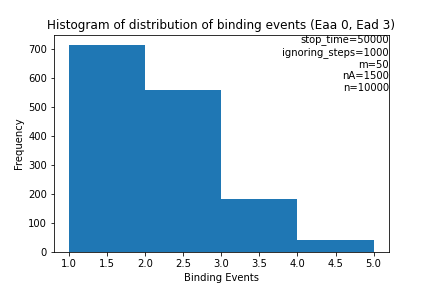 Histogram of distribution of binding events (Eaa 0, Ead 3)
stop_time=50000
ignoring_steps=1000
m=50
nA=1500
n=10000
Frequency
700
600
500
400
300
200
100
0
1.0 1.5 2.0 2.5 3.0 3.5 4.0 4.5 5.0
Binding Events